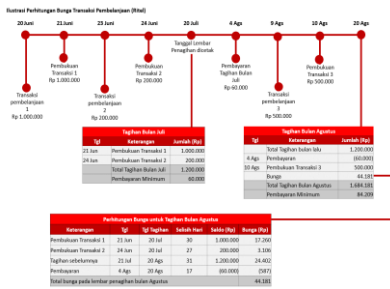 Ilustrasi Perhitungan Bunga Transaksi Pembelanjaan (Ritel)
20 Juni 21 Juni 23 Juni 24 Juni 20 Juli 4 Ags 9 Ags 10 Ags 20 Ags
Tanggal Lembar
Penagihan dicetak
Pembukuan
Transaksi 1
Rp 1.000.000
Pembukuan
Transaksi 2
Rp 200.000
Pembayaran
Tagihan Bulan
Juli
Rp 60.000
Pembukuan
Transaksi 3
Rp 500.000
Transaksi
pembelanjaan
1
Rp 1.000.000
Transaksi
pembelanjaan
2
Rp 200.000
Transaksi
pembelanjaan
3
Rp 500.000
Tagihan Bulan Juli
Tgl Keterangan Jumlah (Rp)
21 Jun Pembukuan Transaksi 1 1.000.000
24 Jun Pembukuan Transaksi 2 200.000
Total Tagihan Bulan Juli 1.200.000
Pembayaran Minimum 60.000
Tagihan Bulan Agustus
Tgl Keterangan Jumlah (Rp)
Total Tagihan bulan lalu 1.200.000
4 Ags Pembayaran (60.000)
10 Ags Pembukuan Transaksi 3 500.000
Bunga 44.181
Total Tagihan Bulan Agustus 1.684.181
Pembayaran Minimum 84.209
Perhitungan Bunga untuk Tagihan Bulan Agustus
Keterangan Tgl Tgl Tagihan Selisih Hari Saldo (Rp) Bunga (Rp)
Pembukuan Transaksi 1 21 Jun 20 Jul 30 1.000.000 17.260
Pembukuan Transaksi 2 24 Jun 20 Jul 27 200.000 3.106
Tagihan sebelumnya 21 Jul 20 Ags 31 1.200.000 24.402
Pembayaran 4 Ags 20 Ags 17 (60.000) (587)
Total bunga pada lembar penagihan bulan Agustus 44.181